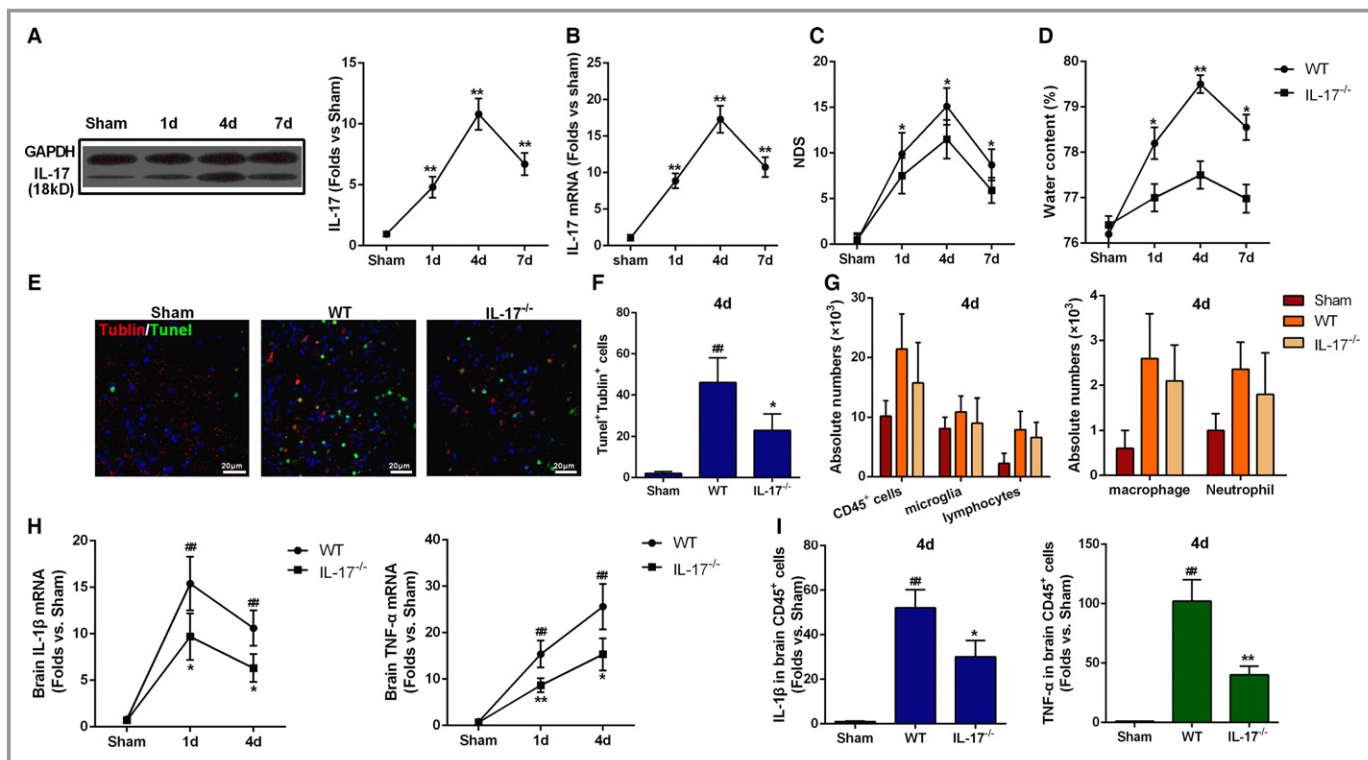 A
Sham 1d 4d 7d
GAPDH
IL-17
(18kD)
IL-17 (Folds vs Sham)
15
10
5
0
Sham 1d 4d 7d
** ** **
B
IL-17 mRNA (Folds vs sham)
25
20
15
10
5
0
sham 1d 4d 7d
** ** **
C
NDS
20
15
10
5
0
Sham 1d 4d 7d
* * *
D
Water content (%)
80
79
78
77
76
Sham 1d 4d 7d
* ** *
WT
IL-17-/-
E
Sham WT IL-17-/-
Tublin/Tunel
20μm 20μm 20μm
F
4d
Tunel+Tublin+ cells
80
60
40
20
0
## *
Sham WT IL-17-/-
G
4d
Absolute numbers (×10³)
30
20
10
0
CD45+ cells microglia lymphocytes
4d
Absolute numbers (×10³)
4
3
2
1
0
macrophage Neutrophil
Sham
WT
IL-17-/-
H
Brain IL-1β mRNA
(Folds vs. Sham)
20
15
10
5
0
Sham 1d 4d
## ##
* *
WT
IL-17-/-
Brain TNF-α mRNA
(Folds vs. Sham)
40
30
20
10
0
Sham 1d 4d
## ##
** *
WT
IL-17-/-
I
4d
IL-1β in brain CD45+ cells
(Folds vs. Sham)
80
60
40
20
0
## *
Sham WT IL-17-/-
4d
TNF-α in brain CD45+ cells
(Folds vs. Sham)
150
100
50
0
## **
Sham WT IL-17-/-